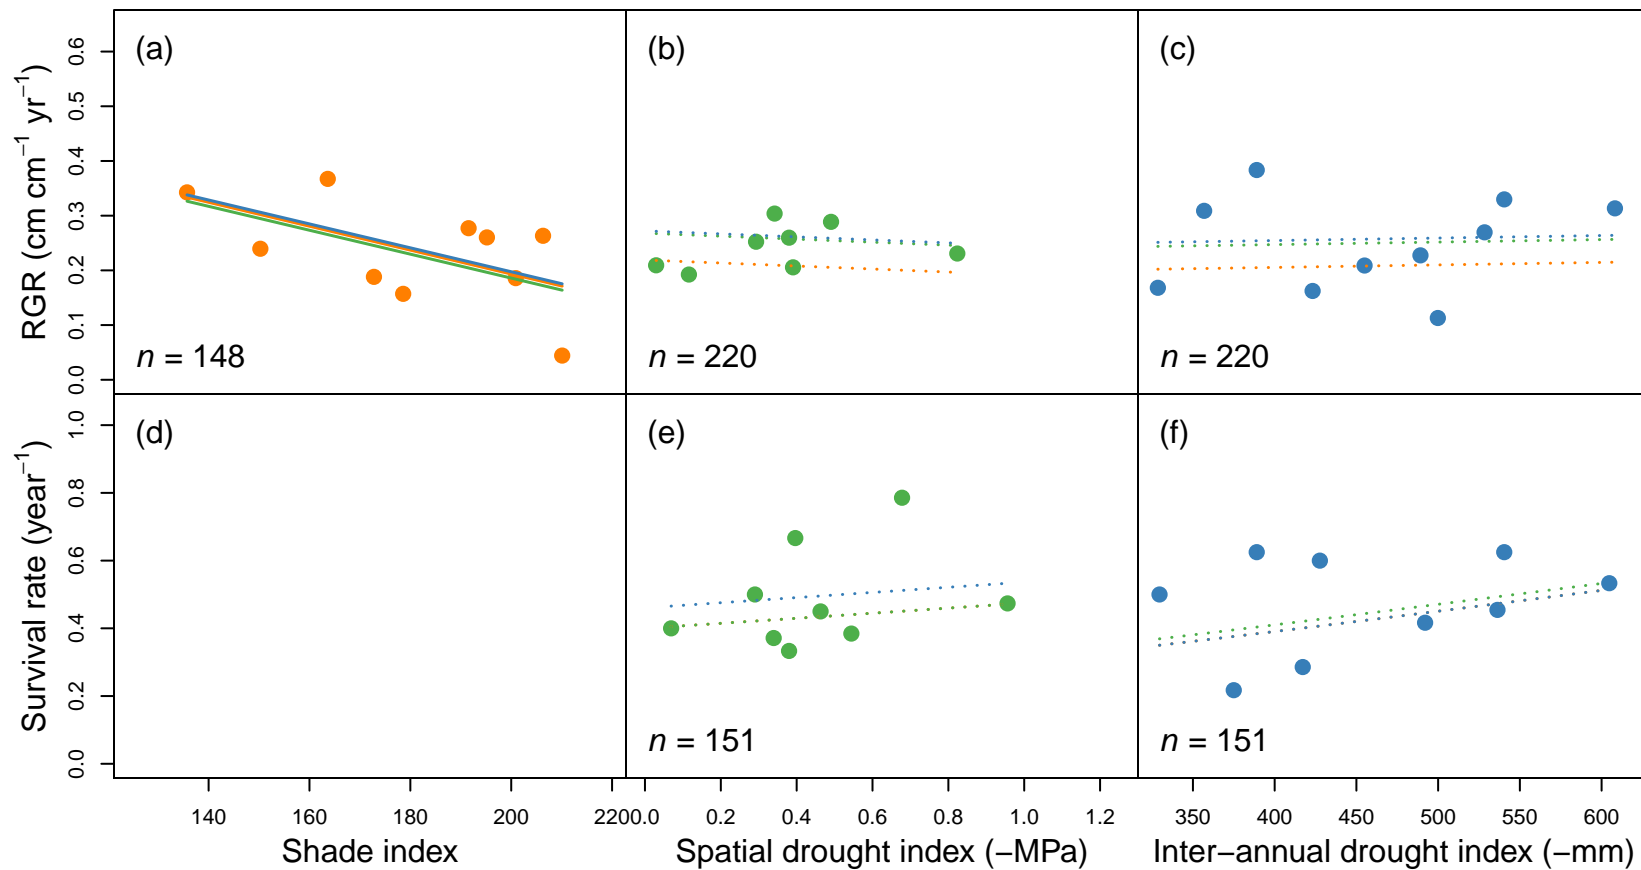 (a)
(b)
(c)
RGR (cm cm⁻¹ yr⁻¹)
0.6
0.5
0.4
0.3
0.2
0.1
0.0
n = 148
n = 220
n = 220
(d)
(e)
(f)
Survival rate (year⁻¹)
1.0
0.8
0.6
0.4
0.2
0.0
n = 151
n = 151
140 160 180 200 220
0.0 0.2 0.4 0.6 0.8 1.0 1.2
350 400 450 500 550 600
Shade index
Spatial drought index (−MPa)
Inter−annual drought index (−mm)